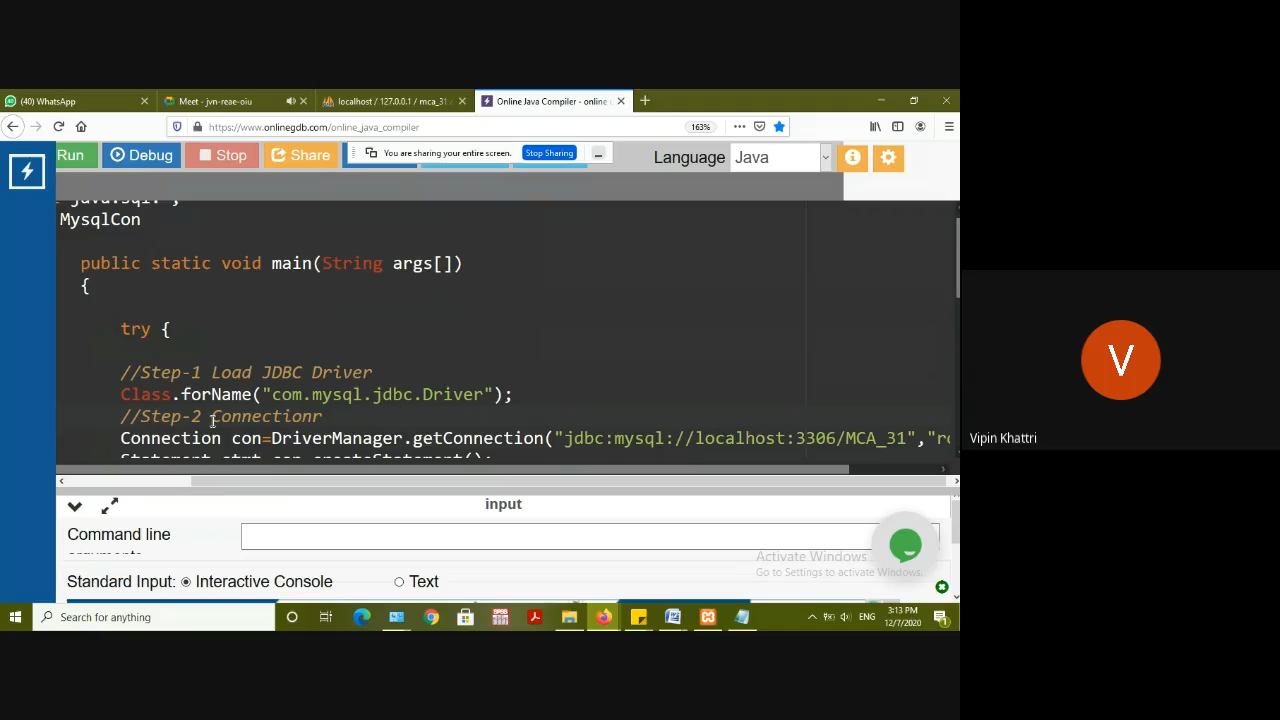 (40) WhatsApp
Meet - jvn-reae-oiu
localhost / 127.0.0.1 / mca_31
Online Java Compiler - online
https://www.onlinegdb.com/online_java_compiler
163%
Run
Debug
Stop
Share
You are sharing your entire screen.
Stop Sharing
Language
Java
java.sql.
MysqlCon
public static void main(String args[])
{
try {
//Step-1 Load JDBC Driver
Class.forName("com.mysql.jdbc.Driver");
//Step-2 Connectionr
Connection con=DriverManager.getConnection("jdbc:mysql://localhost:3306/MCA_31","ro
input
Command line
Activate Windows
Go to Settings to activate Windows.
Standard Input:
Interactive Console
Text
Search for anything
ENG
3:13 PM
12/7/2020
1
V
Vipin Khattri